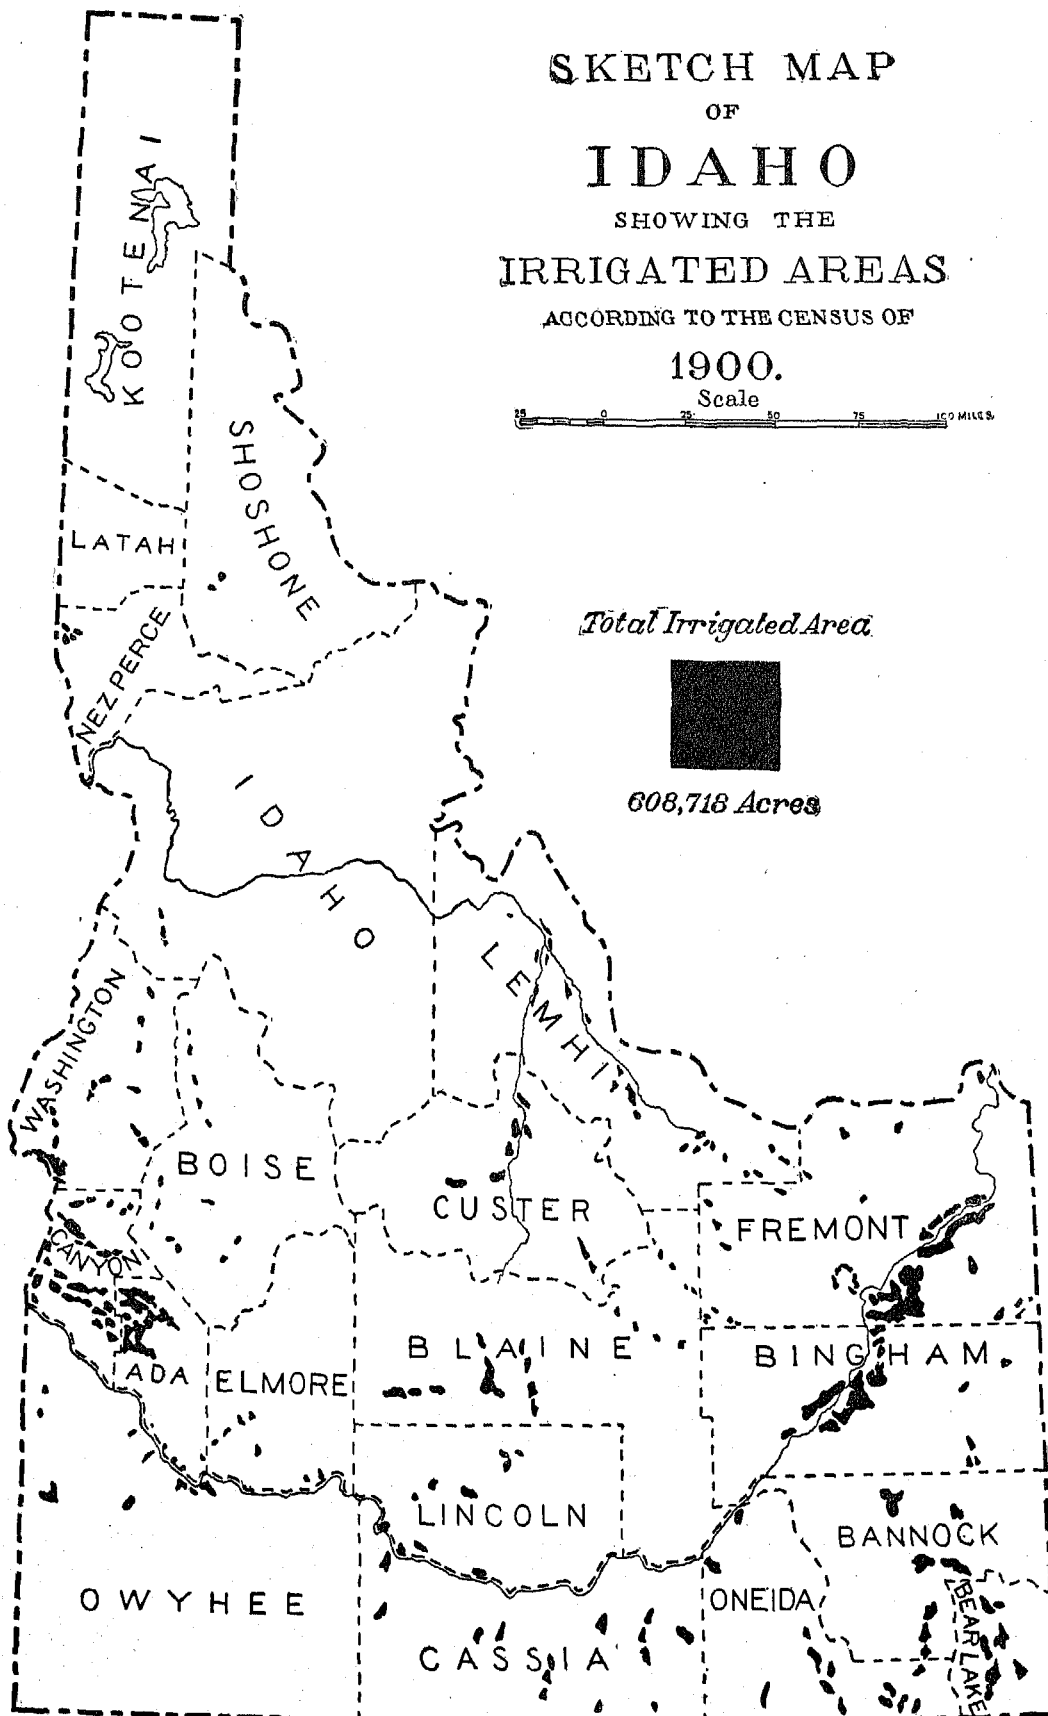 SKETCH MAP
OF
IDAHO
SHOWING THE
IRRIGATED AREAS
ACCORDING TO THE CENSUS OF
1900.
Scale
25 0 25 50 75 100 MILES
Total Irrigated Area
608,718 Acres
KOOTENAI
SHOSHONE
LATAH
NEZ PERCE
IDAHO
LEMHI
WASHINGTON
BOISE
CUSTER
FREMONT
CANYON
ADA
ELMORE
BLAINE
BINGHAM
LINCOLN
BANNOCK
OWYHEE
CASSIA
ONEIDA
BEAR LAKE